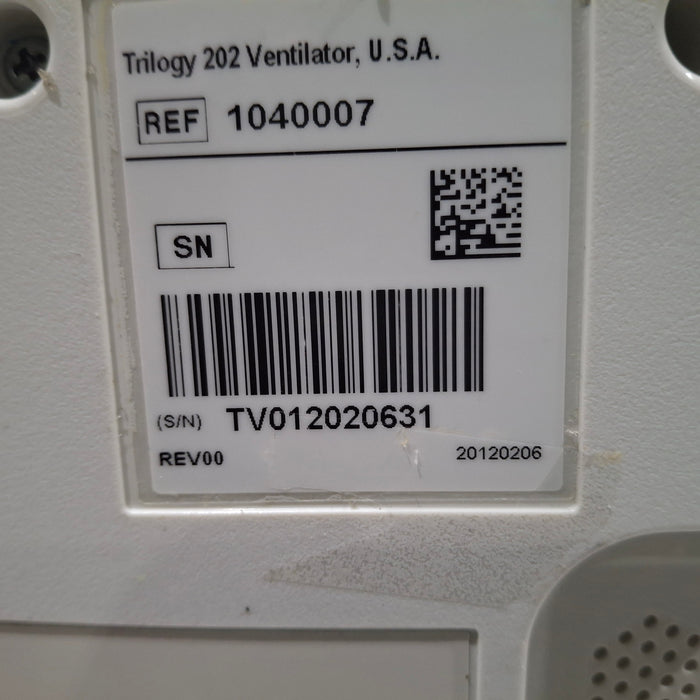 Trilogy 202 Ventilator, U.S.A.
REF 1040007
SN
(S/N) TV012020631
REV00 20120206